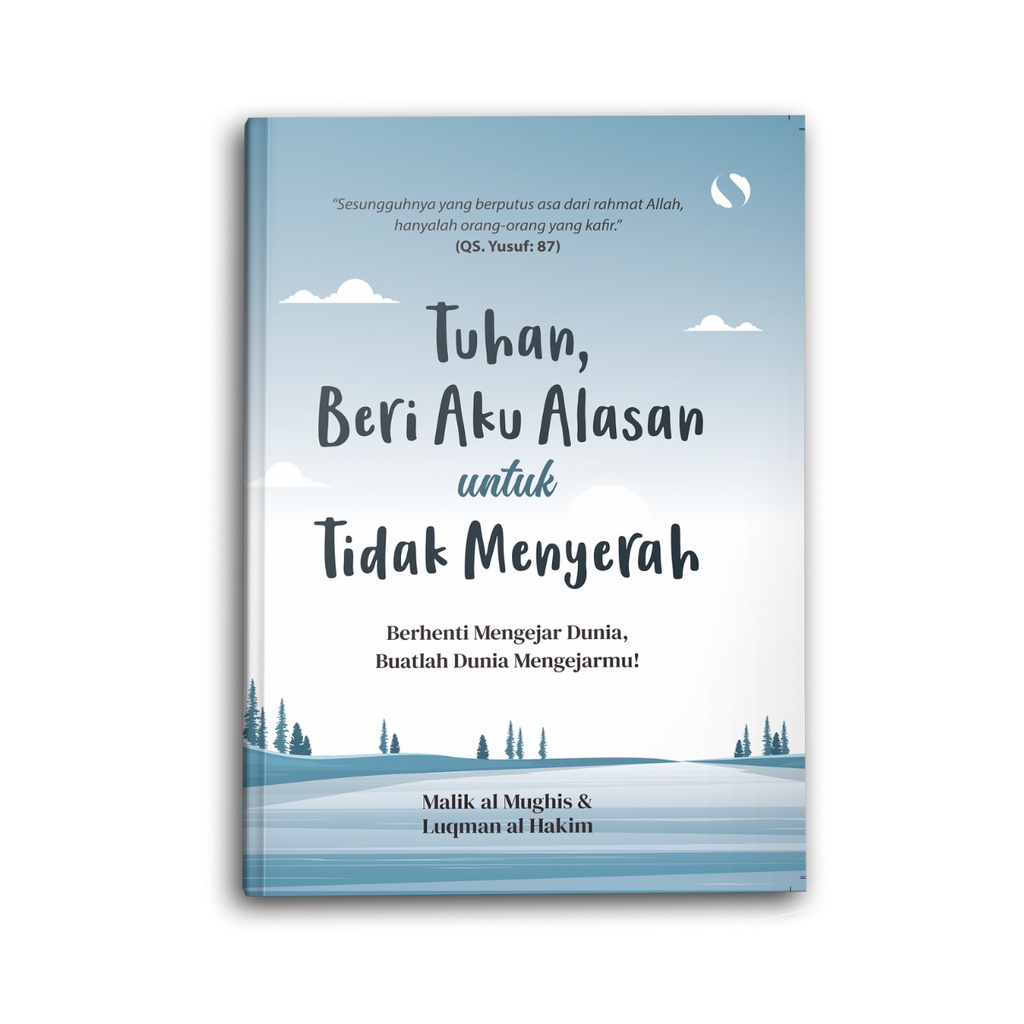 “Sesungguhnya yang berputus asa dari rahmat Allah,
hanyalah orang-orang yang kafir.”
(QS. Yusuf: 87)
Tuhan,
Beri Aku Alasan
untuk
Tidak Menyerah
Berhenti Mengejar Dunia,
Buatlah Dunia Mengejarmu!
Malik al Mughis &
Luqman al Hakim